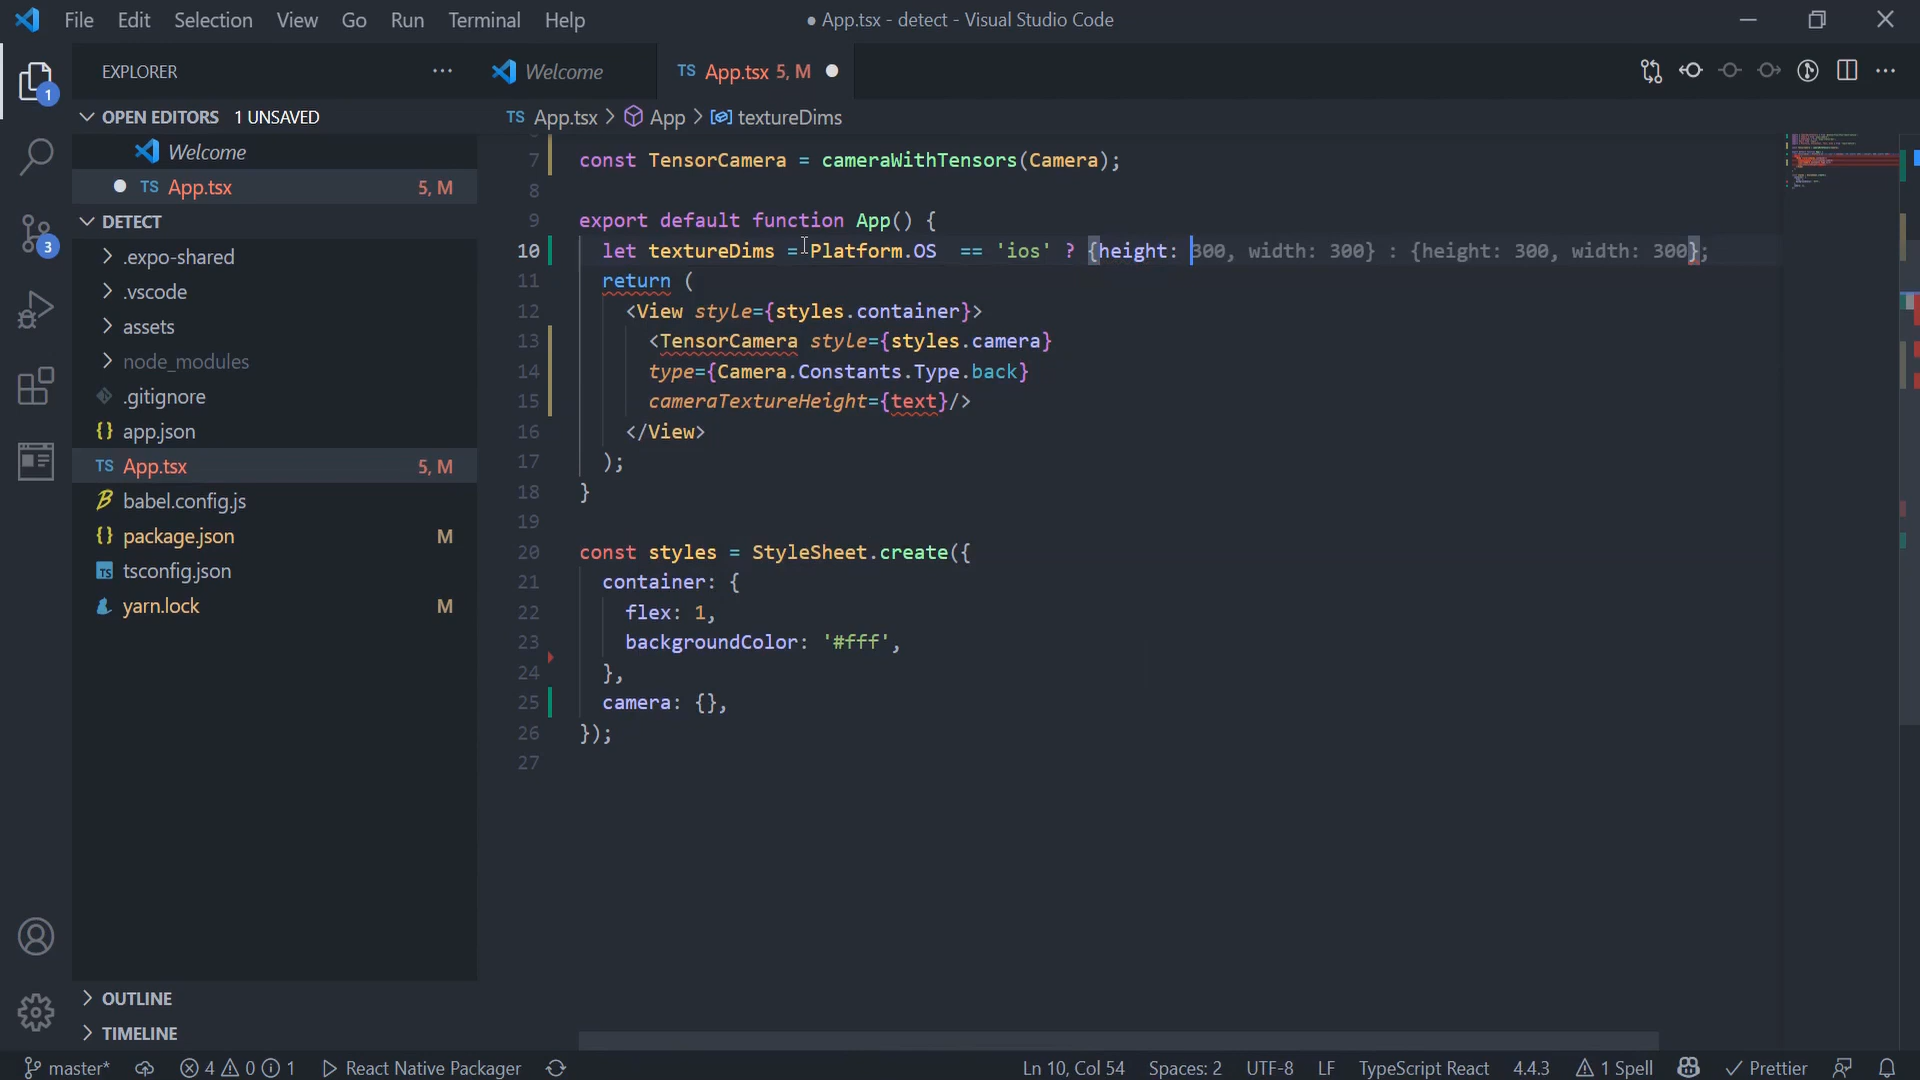 File Edit Selection View Go Run Terminal Help
● App.tsx - detect - Visual Studio Code
EXPLORER
Welcome
TS App.tsx 5, M
OPEN EDITORS 1 UNSAVED
TS App.tsx > App > textureDims
Welcome
TS App.tsx 5, M
DETECT
.expo-shared
.vscode
assets
node_modules
.gitignore
{} app.json
TS App.tsx 5, M
babel.config.js
{} package.json M
TS tsconfig.json
yarn.lock M
OUTLINE
TIMELINE
1
3
7 const TensorCamera = cameraWithTensors(Camera);
8
9 export default function App() {
10 let textureDims = Platform.OS  == 'ios' ? {height: 300, width: 300} : {height: 300, width: 300};
11 return (
12 <View style={styles.container}>
13 <TensorCamera style={styles.camera}
14 type={Camera.Constants.Type.back}
15 cameraTextureHeight={text}/>
16 </View>
17 );
18 }
19
20 const styles = StyleSheet.create({
21 container: {
22 flex: 1,
23 backgroundColor: '#fff',
24 },
25 camera: {},
26 });
27
master* 4 0 1 React Native Packager
Ln 10, Col 54 Spaces: 2 UTF-8 LF TypeScript React 4.4.3 1 Spell Prettier